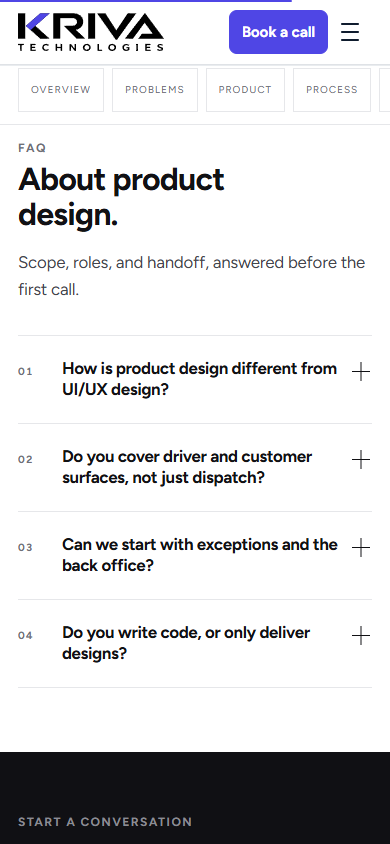 KRIVA
TECHNOLOGIES
Book a call
OVERVIEW
PROBLEMS
PRODUCT
PROCESS
FAQ
About product
design.
Scope, roles, and handoff, answered before the
first call.
01
How is product design different from
UI/UX design?
02
Do you cover driver and customer
surfaces, not just dispatch?
03
Can we start with exceptions and the
back office?
04
Do you write code, or only deliver
designs?
START A CONVERSATION